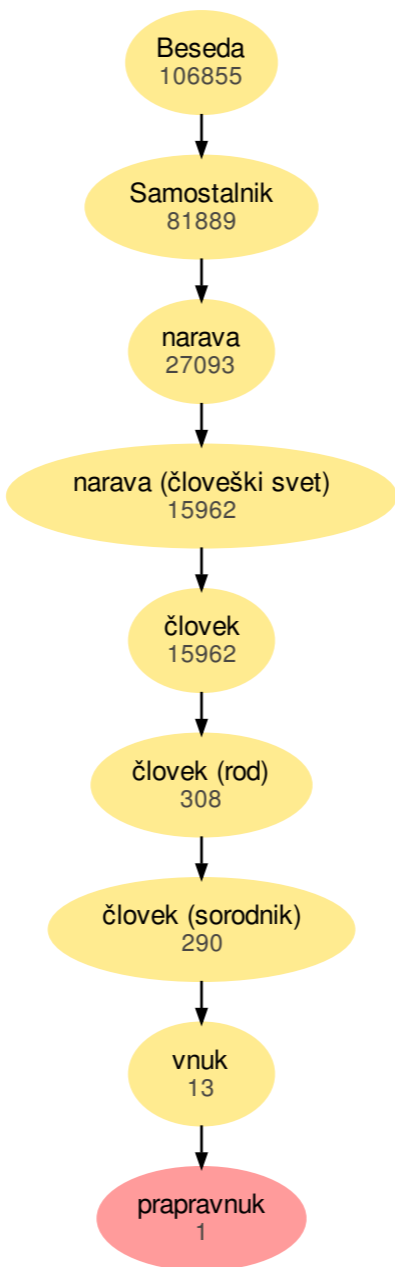 Beseda
106855
Samostalnik
81889
narava
27093
narava (človeški svet)
15962
človek
15962
človek (rod)
308
človek (sorodnik)
290
vnuk
13
prapravnuk
1